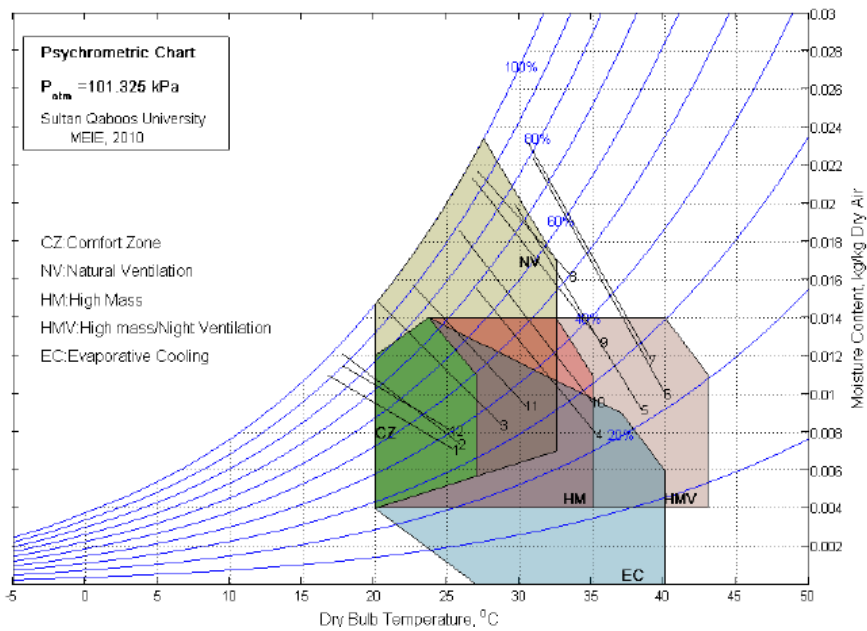 Psychrometric Chart
P_atm =101.325 kPa
Sultan Qaboos University
MEIE, 2010
CZ:Comfort Zone
NV:Natural Ventilation
HM:High Mass
HMV:High mass/Night Ventilation
EC:Evaporative Cooling
100%
80%
60%
40%
20%
NV
CZ
HM
HMV
EC
8
9
7
6
5
10
4
11
3
2
1
0.03
0.028
0.026
0.024
0.022
0.02
0.018
0.016
0.014
0.012
0.01
0.008
0.006
0.004
0.002
Moisture Content, kg/kg Dry Air
-5 0 5 10 15 20 25 30 35 40 45 50
Dry Bulb Temperature, ⁰C